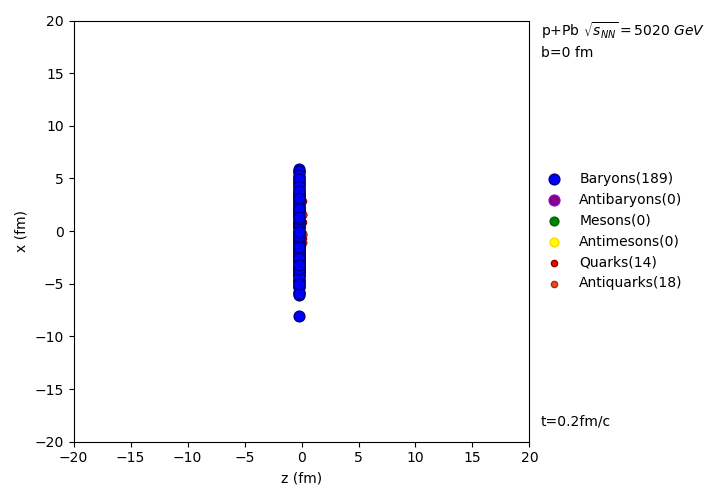 p+Pb √s_{NN} = 5020 GeV
b=0 fm
20
15
10
5
0
−5
−10
−15
−20
x (fm)
Baryons(189)
Antibaryons(0)
Mesons(0)
Antimesons(0)
Quarks(14)
Antiquarks(18)
t=0.2fm/c
−20 −15 −10 −5 0 5 10 15 20
z (fm)